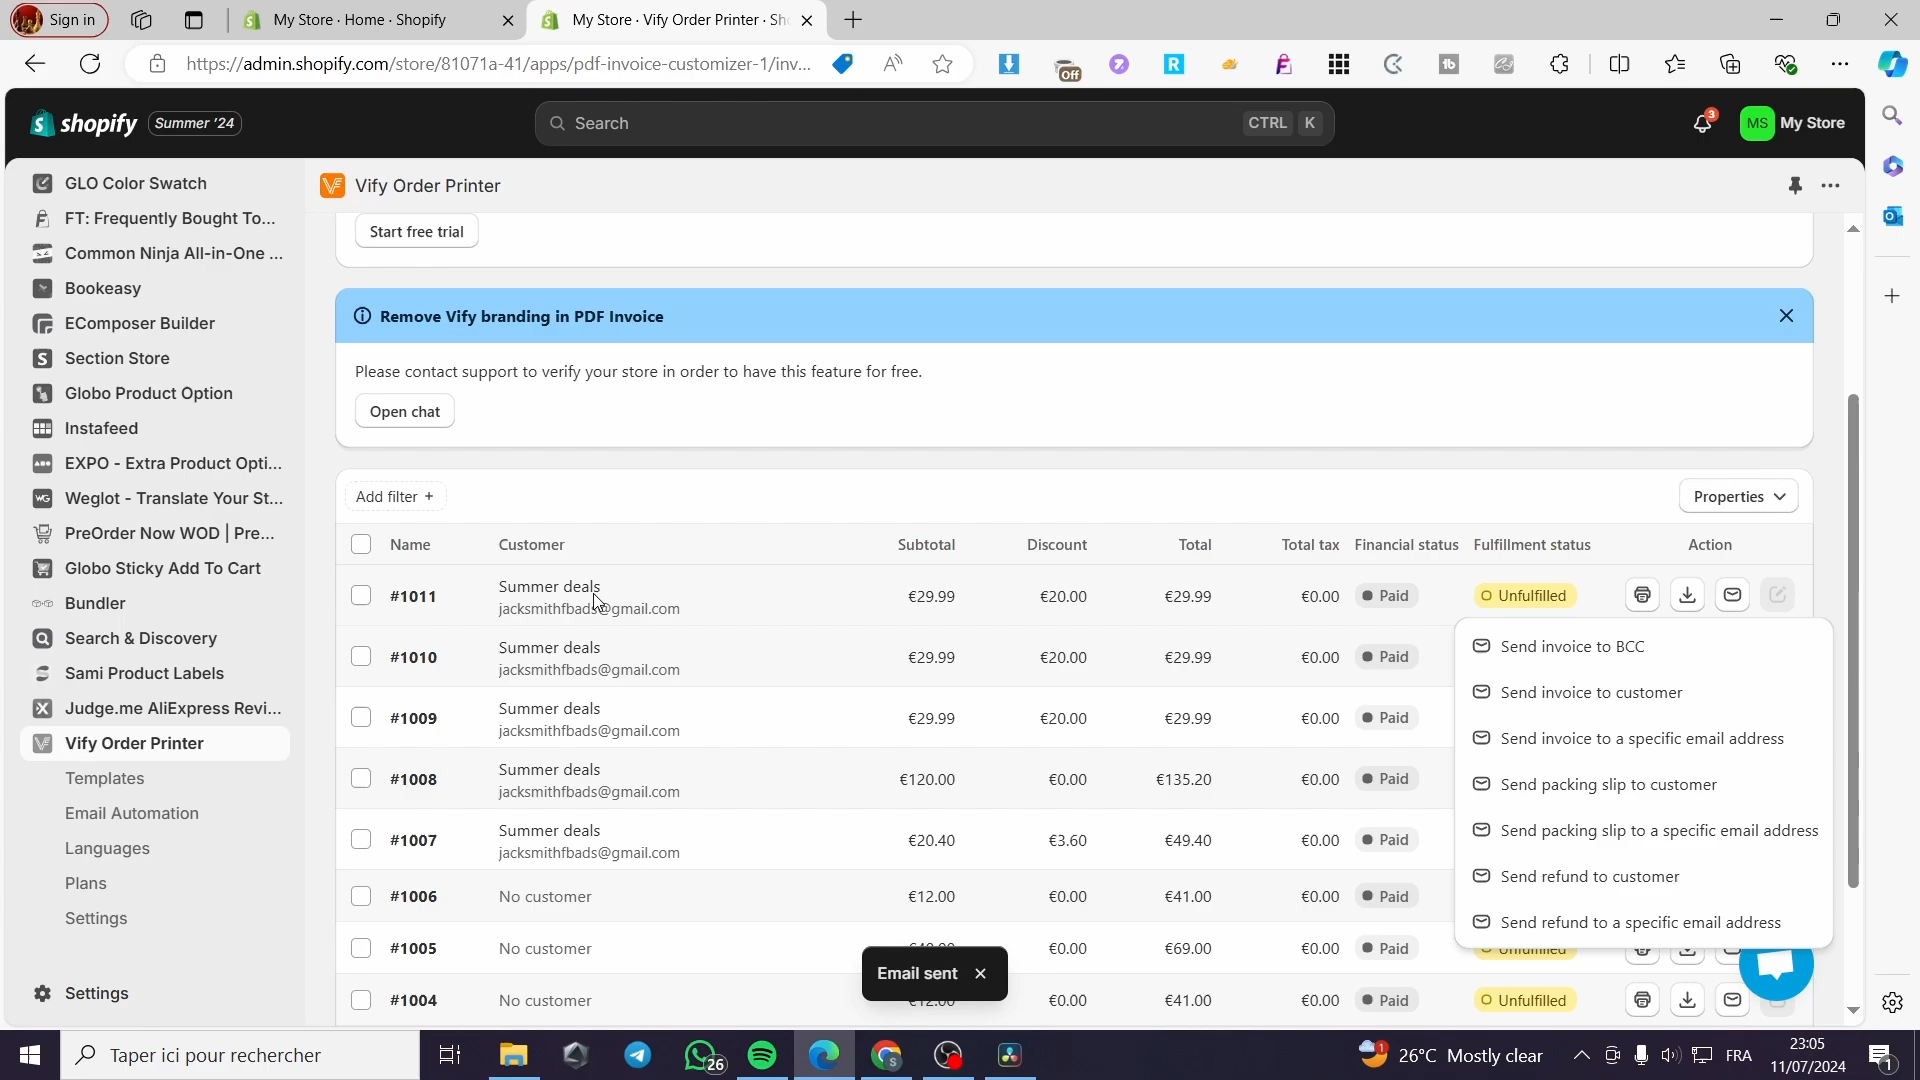 Sign in
My Store · Home · Shopify
My Store · Vify Order Printer · Sh
https://admin.shopify.com/store/81071a-41/apps/pdf-invoice-customizer-1/inv...
Off
shopify
Summer '24
Search
CTRL K
3
MS
My Store
GLO Color Swatch
FT: Frequently Bought To...
Common Ninja All-in-One ...
Bookeasy
EComposer Builder
Section Store
Globo Product Option
Instafeed
EXPO - Extra Product Opti...
Weglot - Translate Your St...
PreOrder Now WOD | Pre...
Globo Sticky Add To Cart
Bundler
Search & Discovery
Sami Product Labels
Judge.me AliExpress Revi...
Vify Order Printer
Templates
Email Automation
Languages
Plans
Settings
Settings
Vify Order Printer
Start free trial
Remove Vify branding in PDF Invoice
Please contact support to verify your store in order to have this feature for free.
Open chat
Add filter +
Properties
Name Customer Subtotal Discount Total Total tax Financial status Fulfillment status Action
#1011 Summer deals €29.99 €20.00 €29.99 €0.00 Paid Unfulfilled
jacksmithfbads@gmail.com
#1010 Summer deals €29.99 €20.00 €29.99 €0.00 Paid
jacksmithfbads@gmail.com
#1009 Summer deals €29.99 €20.00 €29.99 €0.00 Paid
jacksmithfbads@gmail.com
#1008 Summer deals €120.00 €0.00 €135.20 €0.00 Paid
jacksmithfbads@gmail.com
#1007 Summer deals €20.40 €3.60 €49.40 €0.00 Paid
jacksmithfbads@gmail.com
#1006 No customer €12.00 €0.00 €41.00 €0.00 Paid
#1005 No customer €0.00 €69.00 €0.00 Paid Unfulfilled
#1004 No customer €12.00 €0.00 €41.00 €0.00 Paid Unfulfilled
Send invoice to BCC
Send invoice to customer
Send invoice to a specific email address
Send packing slip to customer
Send packing slip to a specific email address
Send refund to customer
Send refund to a specific email address
Email sent
Taper ici pour rechercher
26
26°C Mostly clear
FRA
23:05
11/07/2024
1